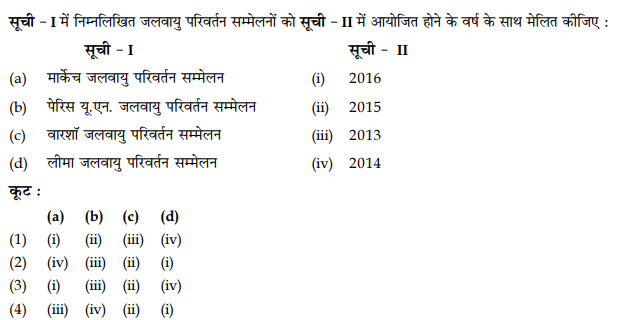 सूची – I में निम्नलिखित जलवायु परिवर्तन सम्मेलनों को सूची – II में आयोजित होने के वर्ष के साथ मेलित कीजिए :
सूची – I सूची – II
(a) मार्केच जलवायु परिवर्तन सम्मेलन (i) 2016
(b) पेरिस यू.एन. जलवायु परिवर्तन सम्मेलन (ii) 2015
(c) वारशॉ जलवायु परिवर्तन सम्मेलन (iii) 2013
(d) लीमा जलवायु परिवर्तन सम्मेलन (iv) 2014
कूट :
(a) (b) (c) (d)
(1) (i) (ii) (iii) (iv)
(2) (iv) (iii) (ii) (i)
(3) (i) (iii) (ii) (iv)
(4) (iii) (iv) (ii) (i)